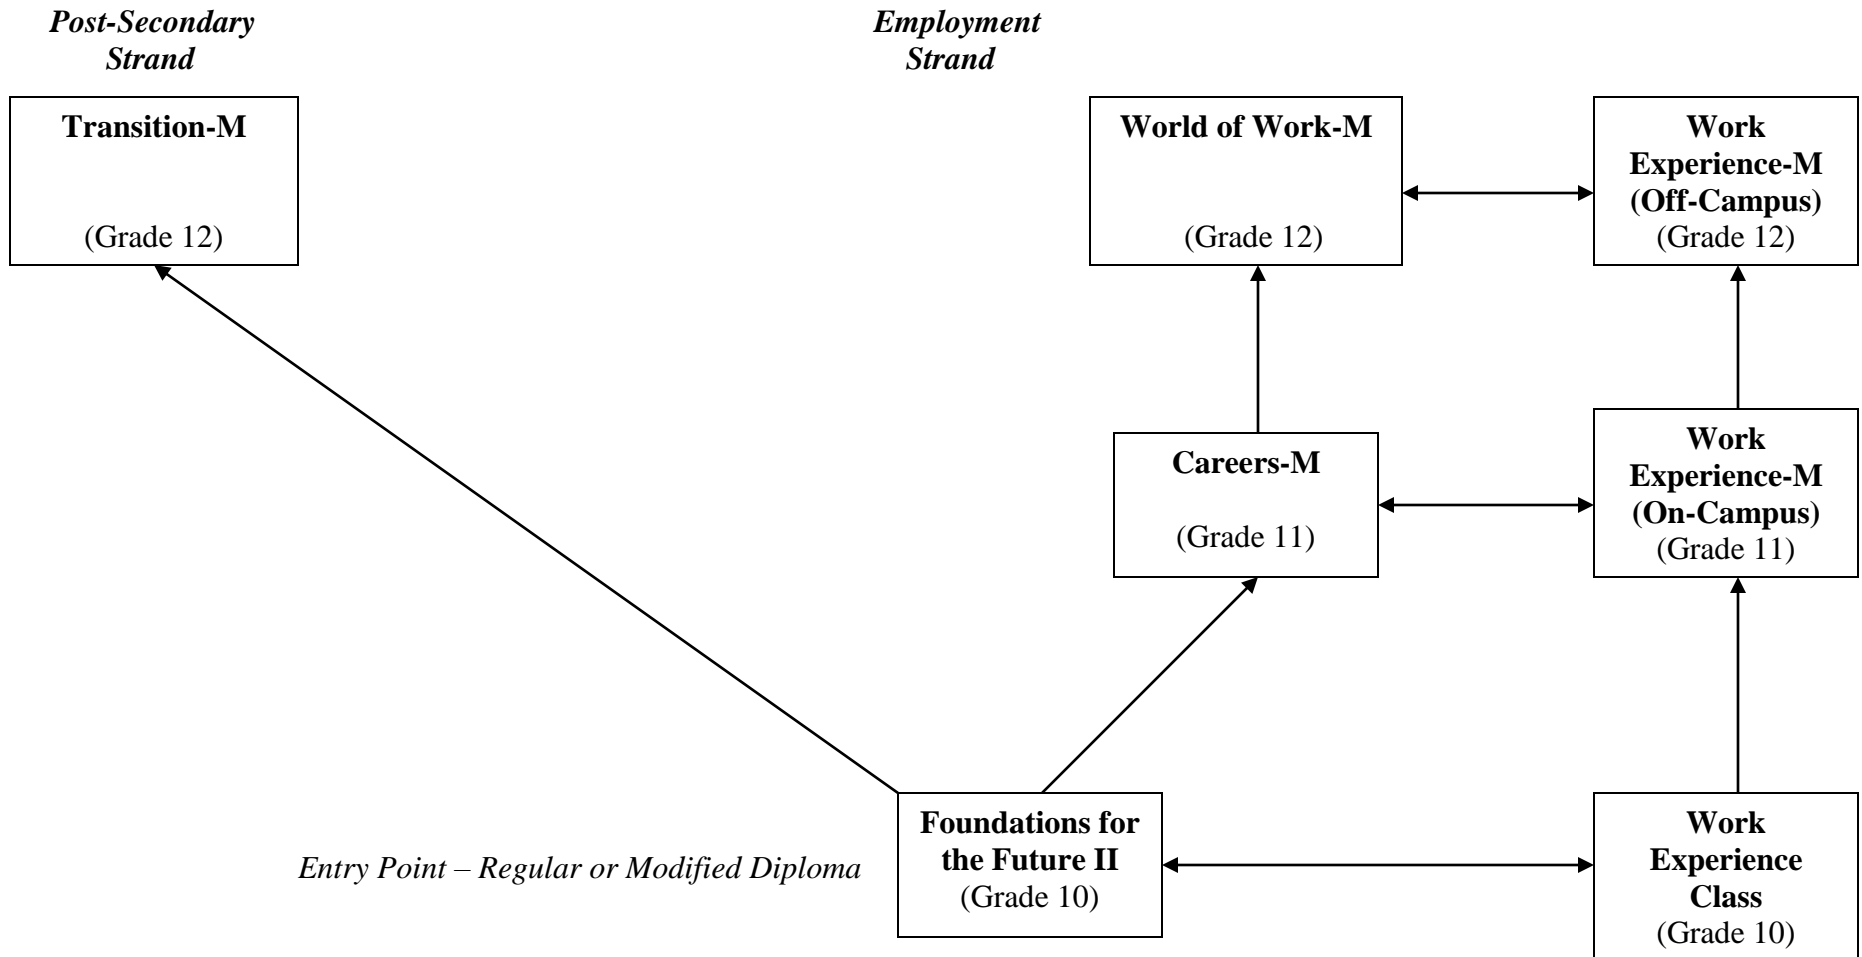 Post-Secondary
Strand
Employment
Strand
Transition-M
(Grade 12)
World of Work-M
(Grade 12)
Work
Experience-M
(Off-Campus)
(Grade 12)
Careers-M
(Grade 11)
Work
Experience-M
(On-Campus)
(Grade 11)
Entry Point – Regular or Modified Diploma
Foundations for
the Future II
(Grade 10)
Work
Experience
Class
(Grade 10)